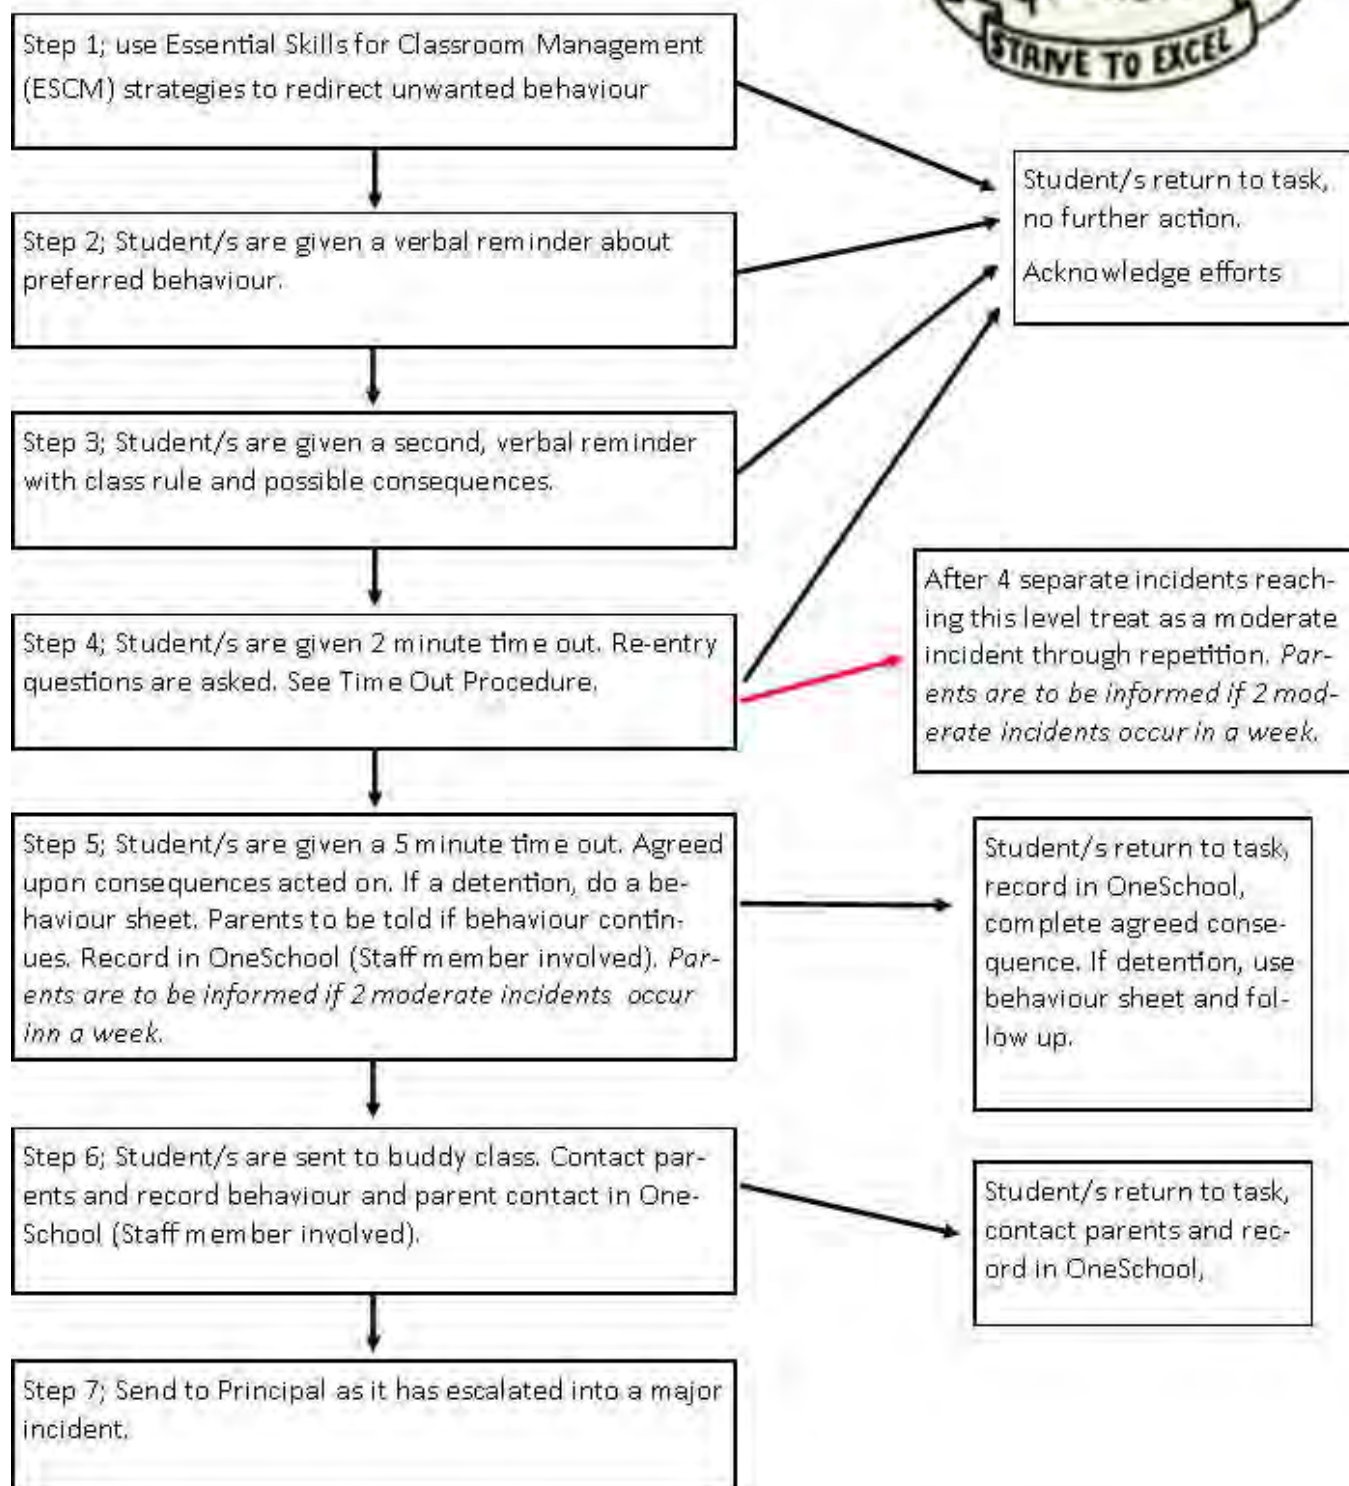 STRIVE TO EXCEL
Step 1; use Essential Skills for Classroom Management
(ESCM) strategies to redirect unwanted behaviour
Student/s return to task,
no further action.
Acknowledge efforts
Step 2; Student/s are given a verbal reminder about
preferred behaviour.
Step 3; Student/s are given a second, verbal reminder
with class rule and possible consequences.
Step 4; Student/s are given 2 minute time out. Re-entry
questions are asked. See Time Out Procedure.
After 4 separate incidents reach-
ing this level treat as a moderate
incident through repetition. Par-
ents are to be informed if 2 mod-
erate incidents occur in a week.
Step 5; Student/s are given a 5 minute time out. Agreed
upon consequences acted on. If a detention, do a be-
haviour sheet. Parents to be told if behaviour contin-
ues. Record in OneSchool (Staff member involved). Par-
ents are to be informed if 2 moderate incidents occur
inn a week.
Student/s return to task,
record in OneSchool,
complete agreed conse-
quence. If detention, use
behaviour sheet and fol-
low up.
Step 6; Student/s are sent to buddy class. Contact par-
ents and record behaviour and parent contact in One-
School (Staff member involved).
Student/s return to task,
contact parents and rec-
ord in OneSchool,
Step 7; Send to Principal as it has escalated into a major
incident.